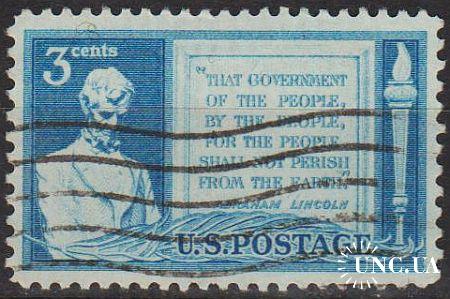 3 cents
"THAT GOVERNMENT
OF THE PEOPLE,
BY THE PEOPLE,
FOR THE PEOPLE,
SHALL NOT PERISH
FROM THE EARTH."
ABRAHAM LINCOLN
U.S.POSTAGE
UNC.UA